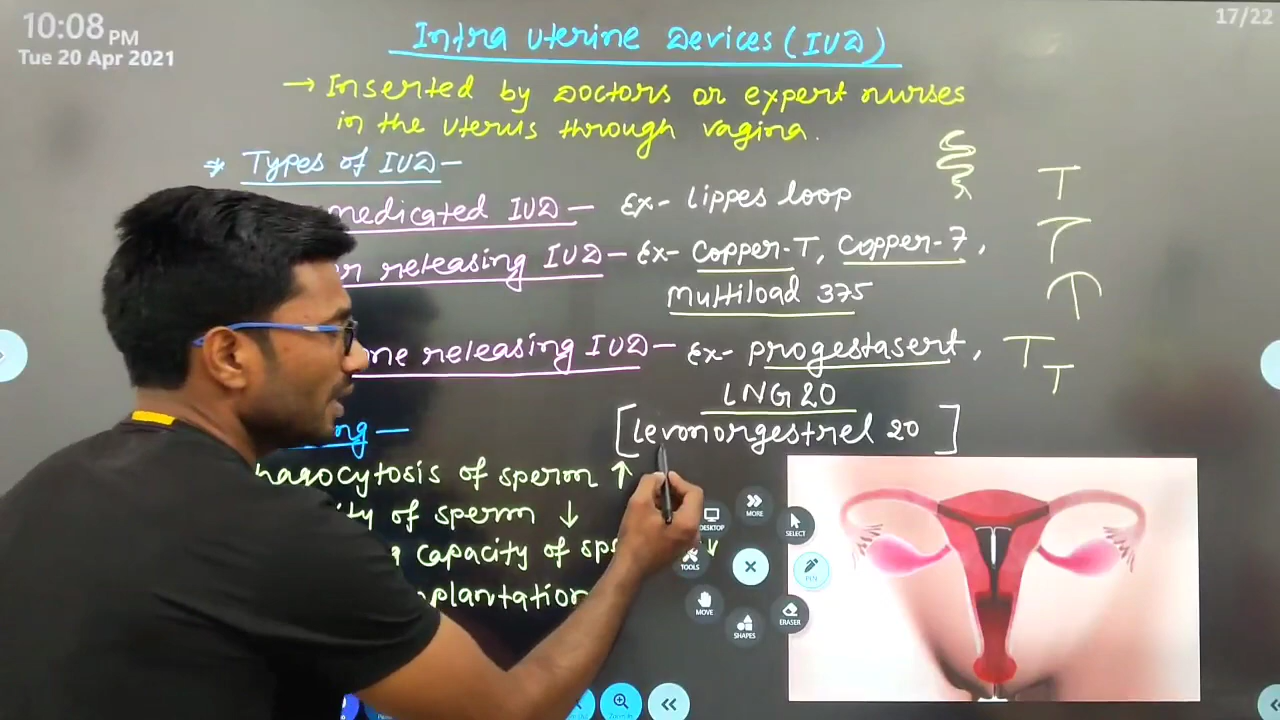 10:08 PM
Tue 20 Apr 2021
17/22
Intra Uterine Devices (IUD)
→ Inserted by Doctors or expert nurses
in the uterus through vagina.
* Types of IUD -
medicated IUD - Ex- Lippes loop
releasing IUD - Ex- Copper-T, Copper-7,
Multiload 375
releasing IUD - Ex- Progestasert,
LNG 20
[Levonorgestrel 20]
of sperm ↑
of sperm ↓
capacity of ↓
DESKTOP
MORE
SELECT
TOOLS
PEN
MOVE
SHAPES
ERASER